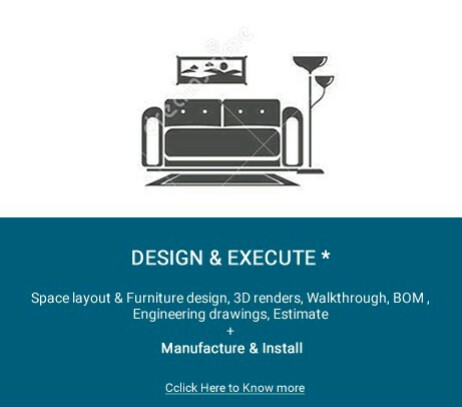 DESIGN & EXECUTE *
Space layout & Furniture design, 3D renders, Walkthrough, BOM ,
Engineering drawings, Estimate
+
Manufacture & Install
Cclick Here to Know more